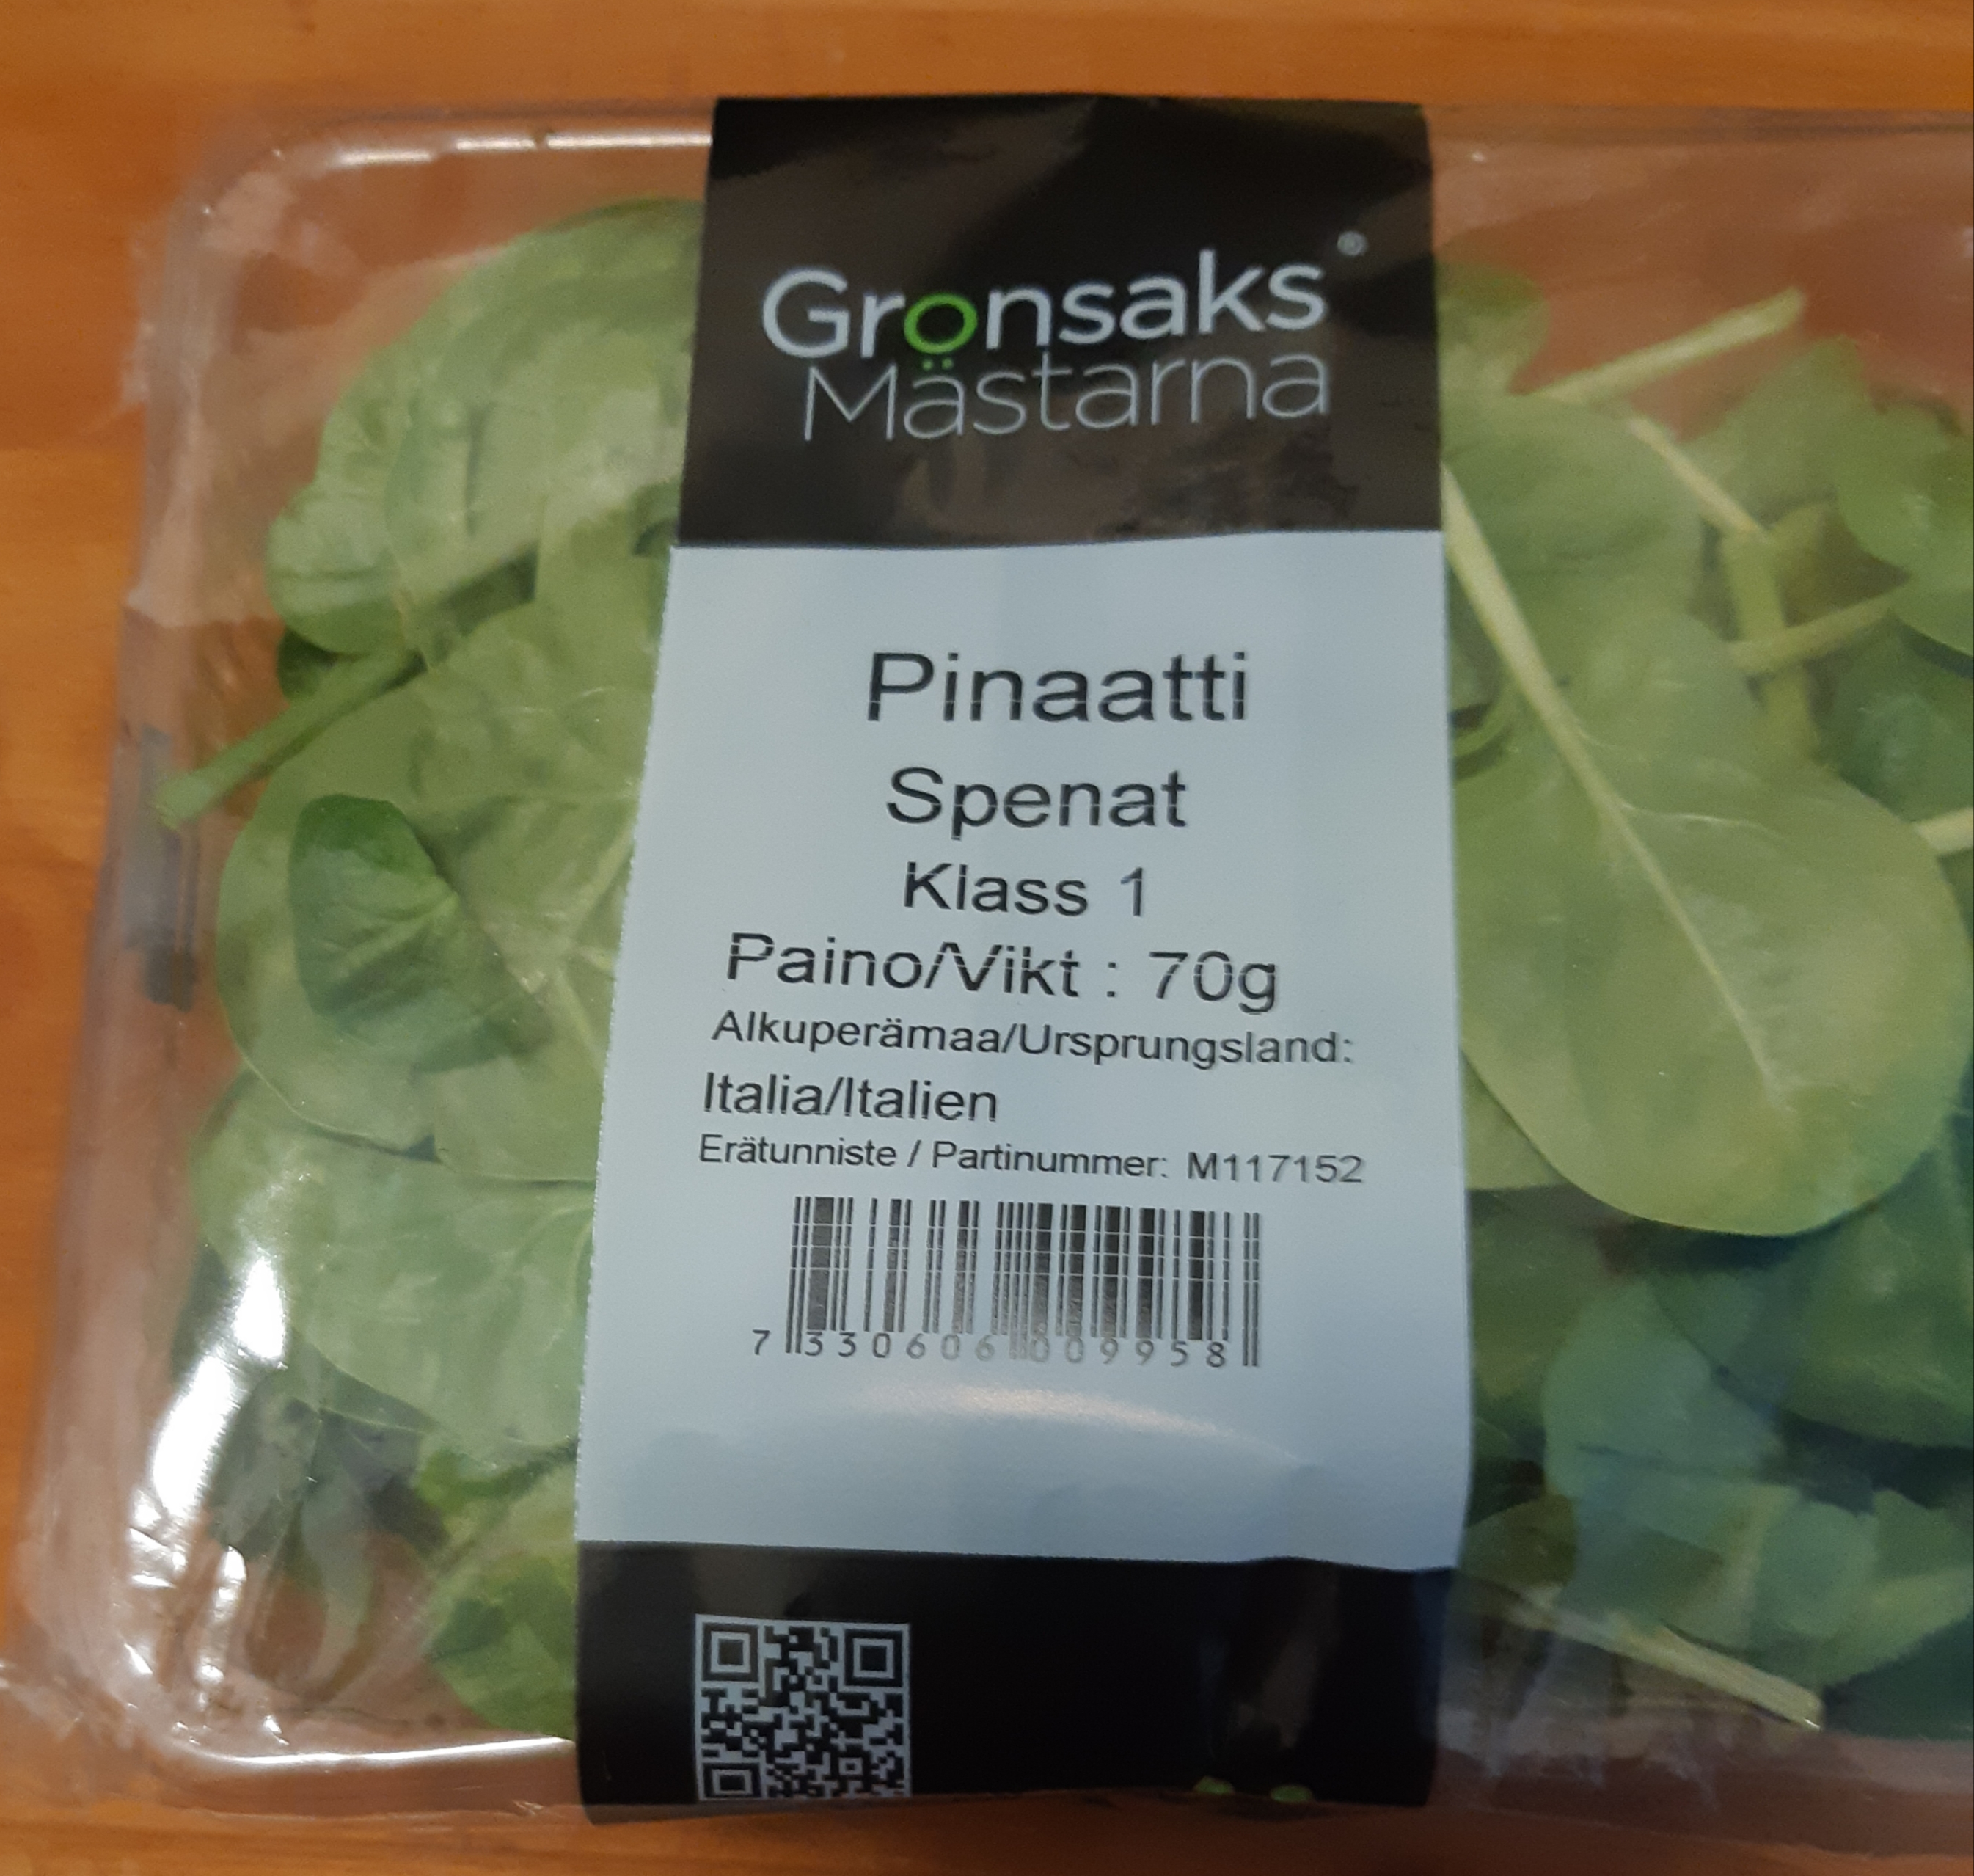 Gronsaks®
Mästarna
Pinaatti
Spenat
Klass 1
Paino/Vikt : 70g
Alkuperämaa/Ursprungsland:
Italia/Italien
Erätunniste / Partinummer: M117152
7 330606 009958